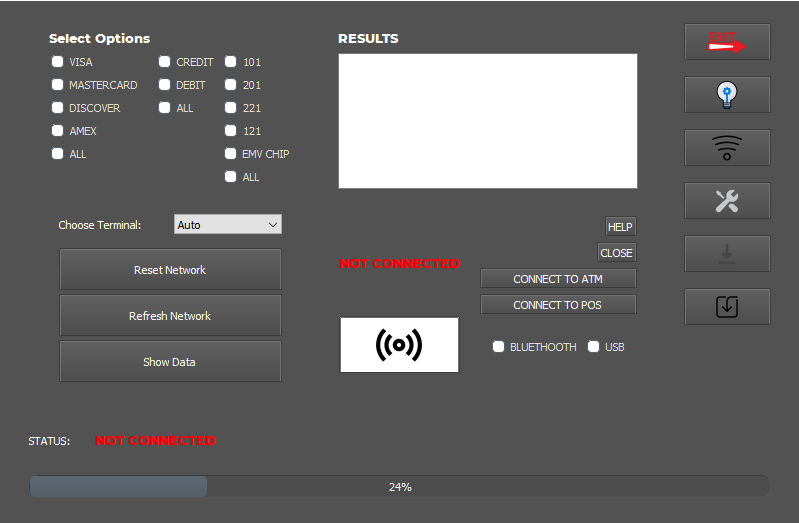 Select Options
VISA
MASTERCARD
DISCOVER
AMEX
ALL
CREDIT
DEBIT
ALL
101
201
221
121
EMV CHIP
ALL
RESULTS
EXIT
Choose Terminal:
Auto
Reset Network
Refresh Network
Show Data
NOT CONNECTED
HELP
CLOSE
CONNECT TO ATM
CONNECT TO POS
BLUETHOOTH
USB
STATUS:
NOT CONNECTED
24%